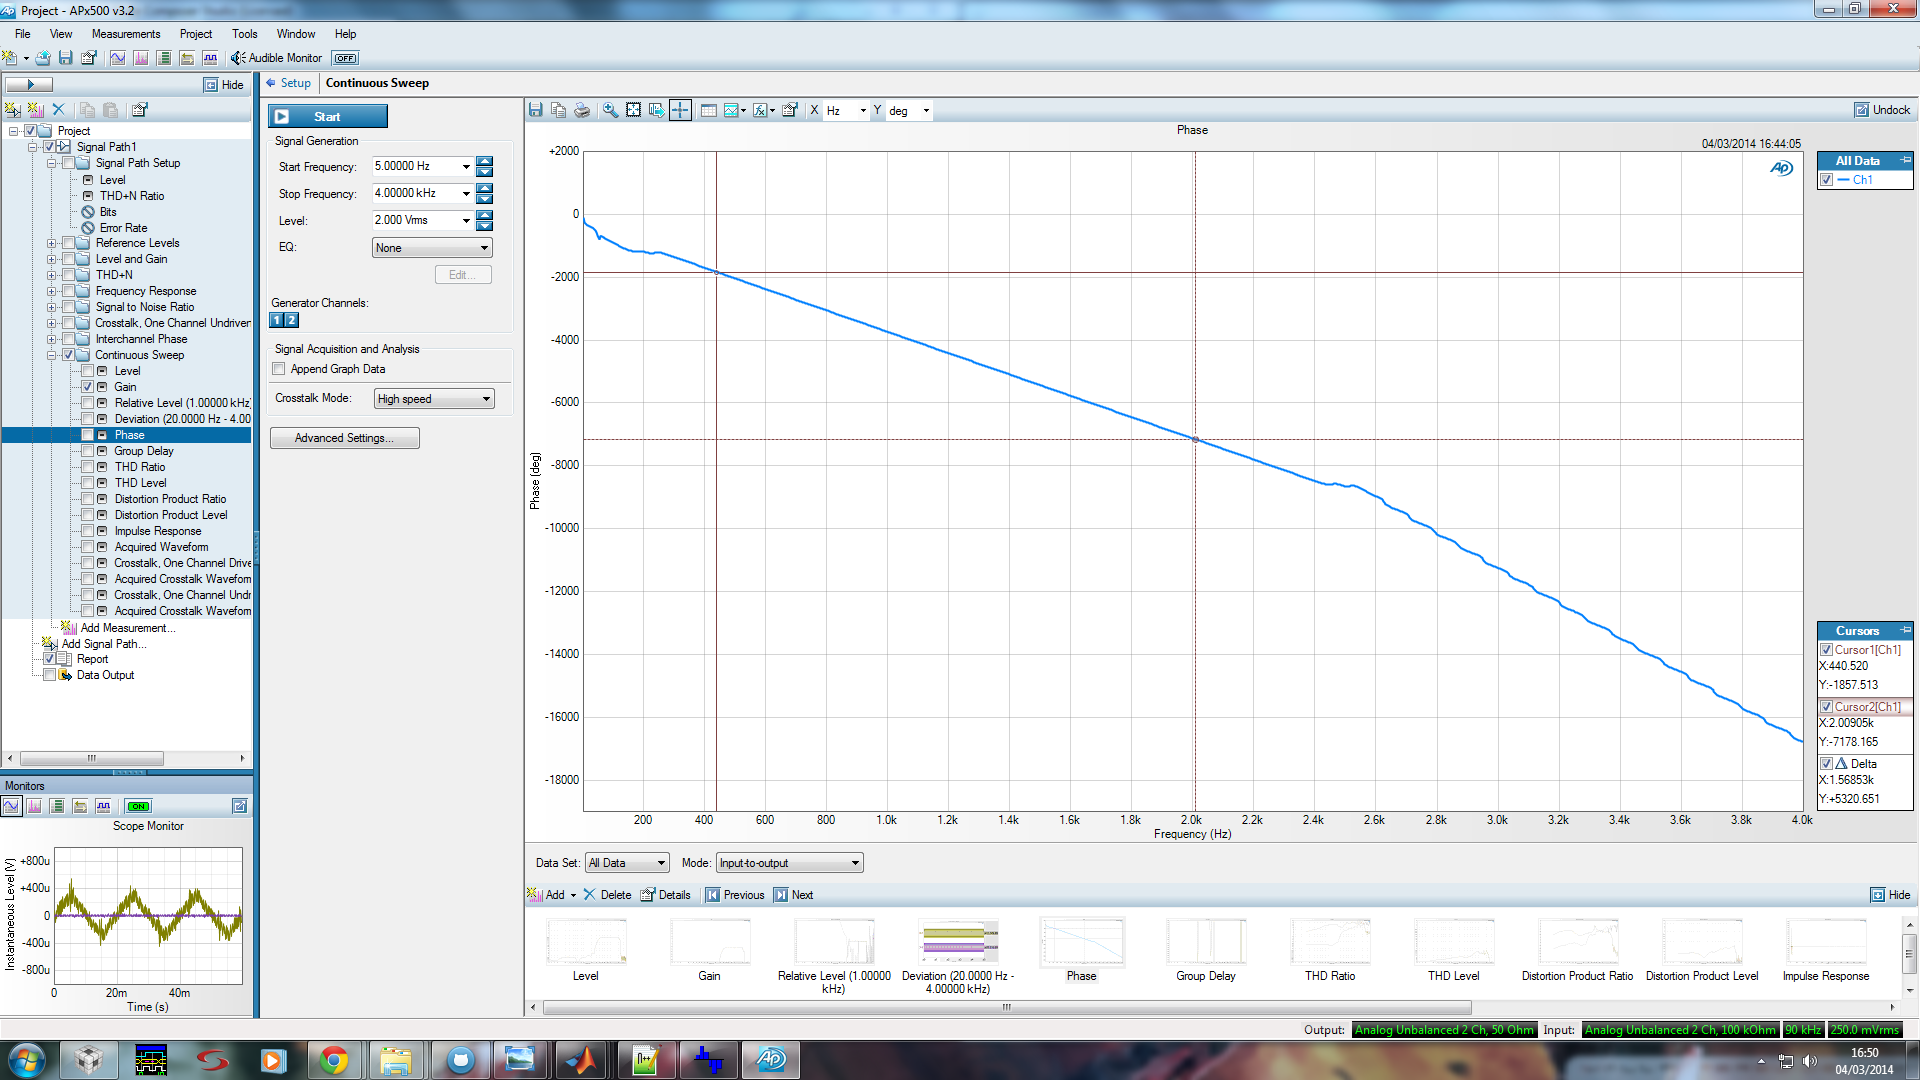 Project - APx500 v3.2
File View Measurements Project Tools Window Help
Audible Monitor OFF
Hide
Project
Signal Path1
Signal Path Setup
Level
THD+N Ratio
Bits
Error Rate
Reference Levels
Level and Gain
THD+N
Frequency Response
Signal to Noise Ratio
Crosstalk, One Channel Undriven
Interchannel Phase
Continuous Sweep
Level
Gain
Relative Level (1.00000 kHz)
Deviation (20.0000 Hz - 4.00
Phase
Group Delay
THD Ratio
THD Level
Distortion Product Ratio
Distortion Product Level
Impulse Response
Acquired Waveform
Crosstalk, One Channel Drive
Acquired Crosstalk Waveform
Crosstalk, One Channel Undr
Acquired Crosstalk Waveform
Add Measurement...
Add Signal Path...
Report
Data Output
Monitors
ON
Scope Monitor
Instantaneous Level (V)
+800u
+400u
0
-400u
-800u
0 20m 40m
Time (s)
Setup Continuous Sweep
Start
Signal Generation
Start Frequency: 5.00000 Hz
Stop Frequency: 4.00000 kHz
Level: 2.000 Vrms
EQ: None
Edit...
Generator Channels:
1 2
Signal Acquisition and Analysis
Append Graph Data
Crosstalk Mode: High speed
Advanced Settings...
X Hz Y deg
Undock
Phase
04/03/2014 16:44:05
AP
Phase (deg)
+2000
0
-2000
-4000
-6000
-8000
-10000
-12000
-14000
-16000
-18000
200 400 600 800 1.0k 1.2k 1.4k 1.6k 1.8k 2.0k 2.2k 2.4k 2.6k 2.8k 3.0k 3.2k 3.4k 3.6k 3.8k 4.0k
Frequency (Hz)
All Data
Ch1
Cursors
Cursor1[Ch1]
X:440.520
Y:-1857.513
Cursor2[Ch1]
X:2.00905k
Y:-7178.165
Delta
X:1.56853k
Y:+5320.651
Data Set: All Data Mode: Input-to-output
Add Delete Details Previous Next Hide
Level
Gain
Relative Level (1.00000 kHz)
Deviation (20.0000 Hz - 4.00000 kHz)
Phase
Group Delay
THD Ratio
THD Level
Distortion Product Ratio
Distortion Product Level
Impulse Response
Output: Analog Unbalanced 2 Ch, 50 Ohm Input: Analog Unbalanced 2 Ch, 100 kOhm 90 kHz 250.0 mVrms
16:50
04/03/2014